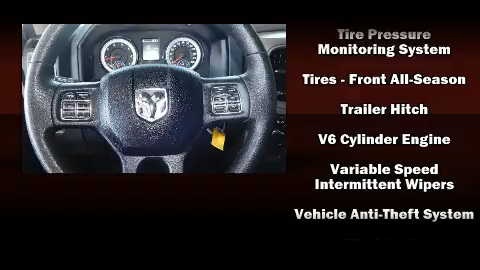 Tire Pressure
Monitoring System
Tires - Front All-Season
Trailer Hitch
V6 Cylinder Engine
Variable Speed
Intermittent Wipers
Vehicle Anti-Theft System